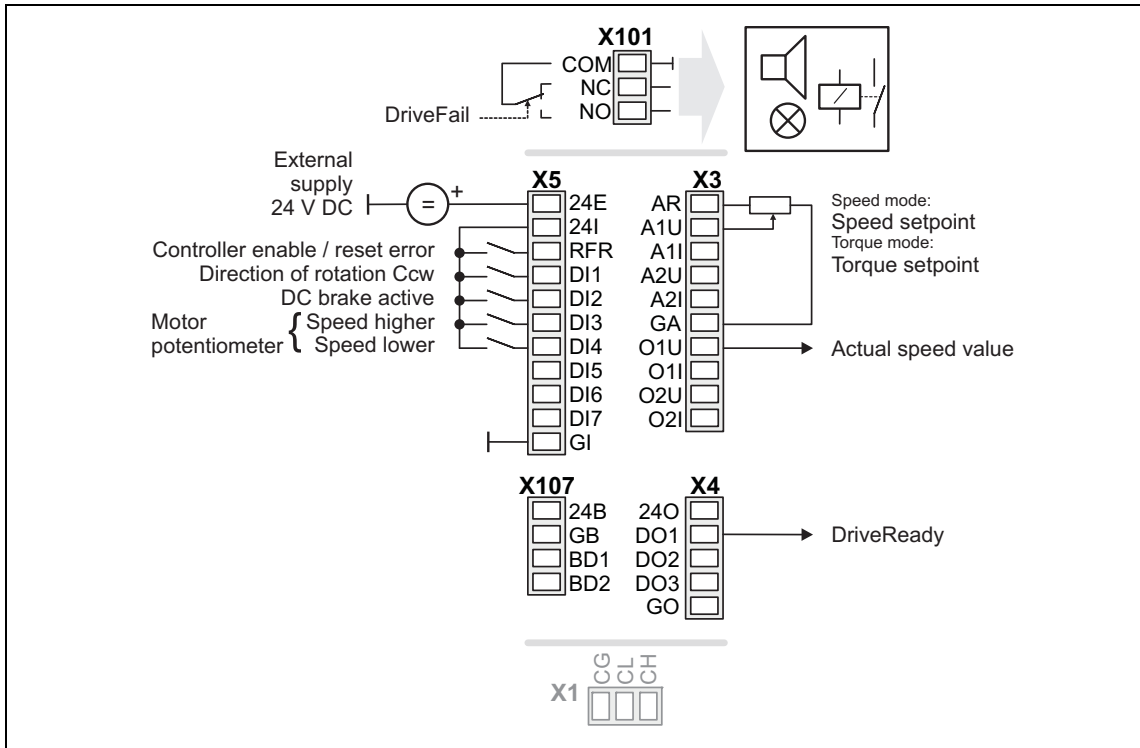 X101
COM
NC
NO
DriveFail
External
supply
24 V DC
=
+
X5
24E
24I
RFR
DI1
DI2
DI3
DI4
DI5
DI6
DI7
GI
Controller enable / reset error
Direction of rotation Ccw
DC brake active
Motor
potentiometer
{
Speed higher
Speed lower
X3
AR
A1U
A1I
A2U
A2I
GA
O1U
O1I
O2U
O2I
Speed mode:
Speed setpoint
Torque mode:
Torque setpoint
Actual speed value
X107
24B
GB
BD1
BD2
X4
24O
DO1
DO2
DO3
GO
DriveReady
X1
CG
CL
CH